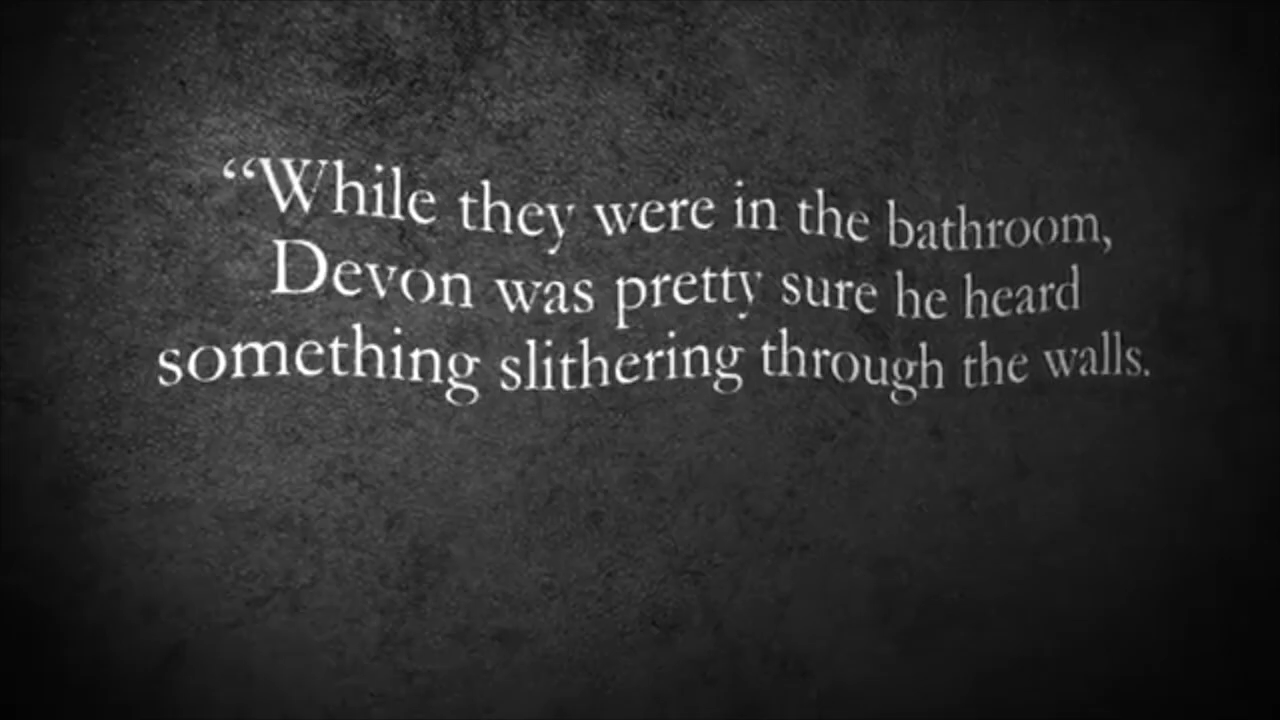 “While they were in the bathroom,
Devon was pretty sure he heard
something slithering through the walls.